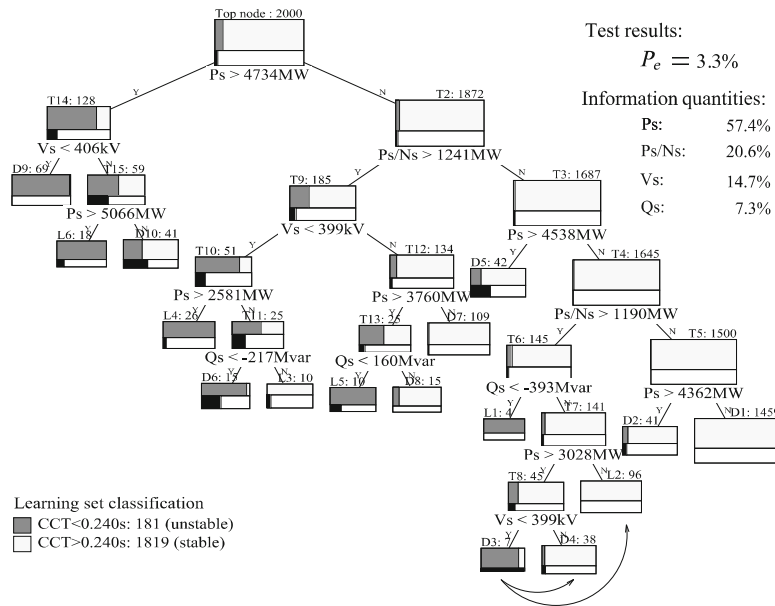 Top node : 2000
Ps > 4734MW
Test results:
Pₑ = 3.3%
Information quantities:
Ps: 57.4%
Ps/Ns: 20.6%
Vs: 14.7%
Qs: 7.3%
Y
N
T14: 128
Vs < 406kV
T2: 1872
Ps/Ns > 1241MW
Y
N
D9: 69
T15: 59
Ps > 5066MW
Y
N
T9: 185
Vs < 399kV
T3: 1687
Ps > 4538MW
Y
N
L6: 18
D10: 41
Y
N
T10: 51
Ps > 2581MW
T12: 134
Ps > 3760MW
Y
N
D5: 42
T4: 1645
Ps/Ns > 1190MW
Y
N
L4: 26
T11: 25
Qs < -217Mvar
Y
N
T13: 25
Qs < 160Mvar
D7: 109
Y
N
T6: 145
Qs < -393Mvar
T5: 1500
Ps > 4362MW
Y
N
D6: 15
L3: 10
Y
N
L5: 10
D8: 15
Y
N
L1: 4
T7: 141
Ps > 3028MW
Y
N
D2: 41
D1: 1459
Y
N
T8: 45
Vs < 399kV
L2: 96
Y
N
D3: 7
D4: 38
Learning set classification
CCT<0.240s: 181 (unstable)
CCT>0.240s: 1819 (stable)